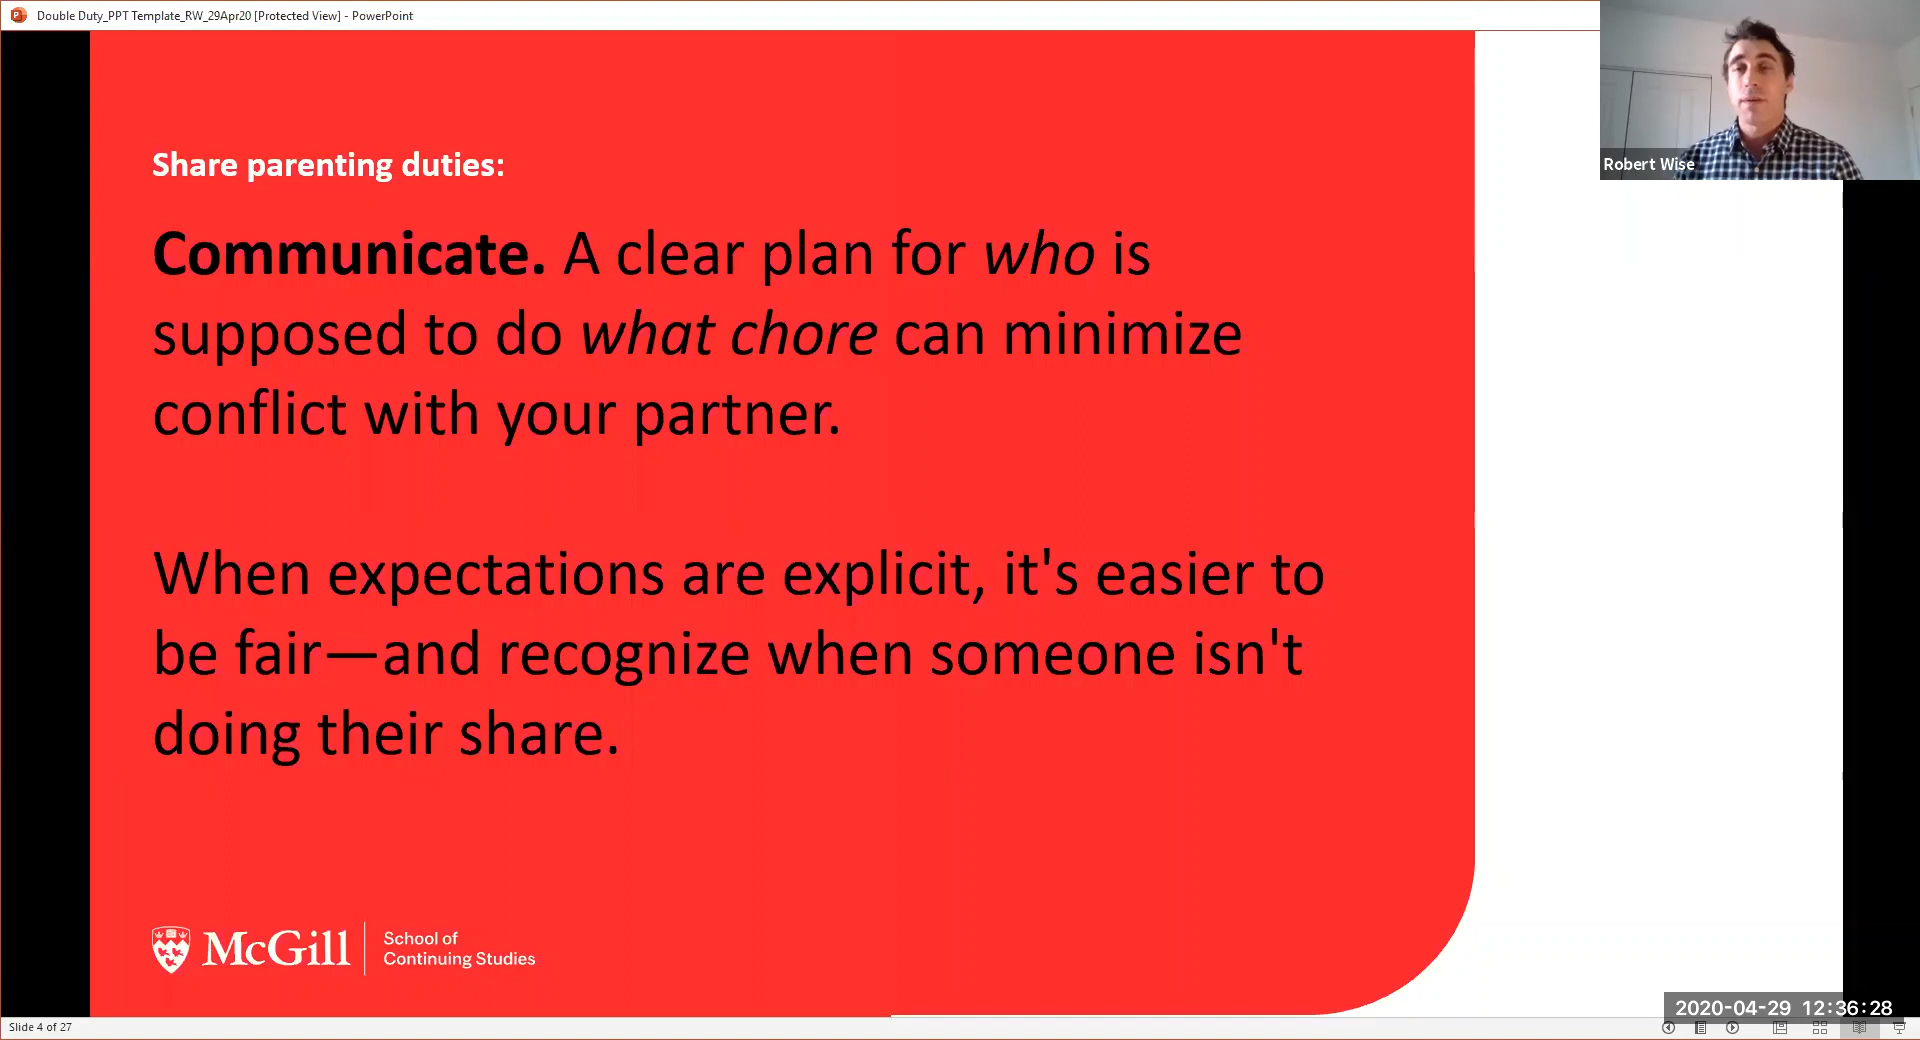 Double Duty_PPT Template_RW_29Apr20 [Protected View] - PowerPoint
Robert Wise
Share parenting duties:
Communicate. A clear plan for who is
supposed to do what chore can minimize
conflict with your partner.
When expectations are explicit, it's easier to
be fair—and recognize when someone isn't
doing their share.
McGill
School of
Continuing Studies
2020-04-29 12:36:28
Slide 4 of 27